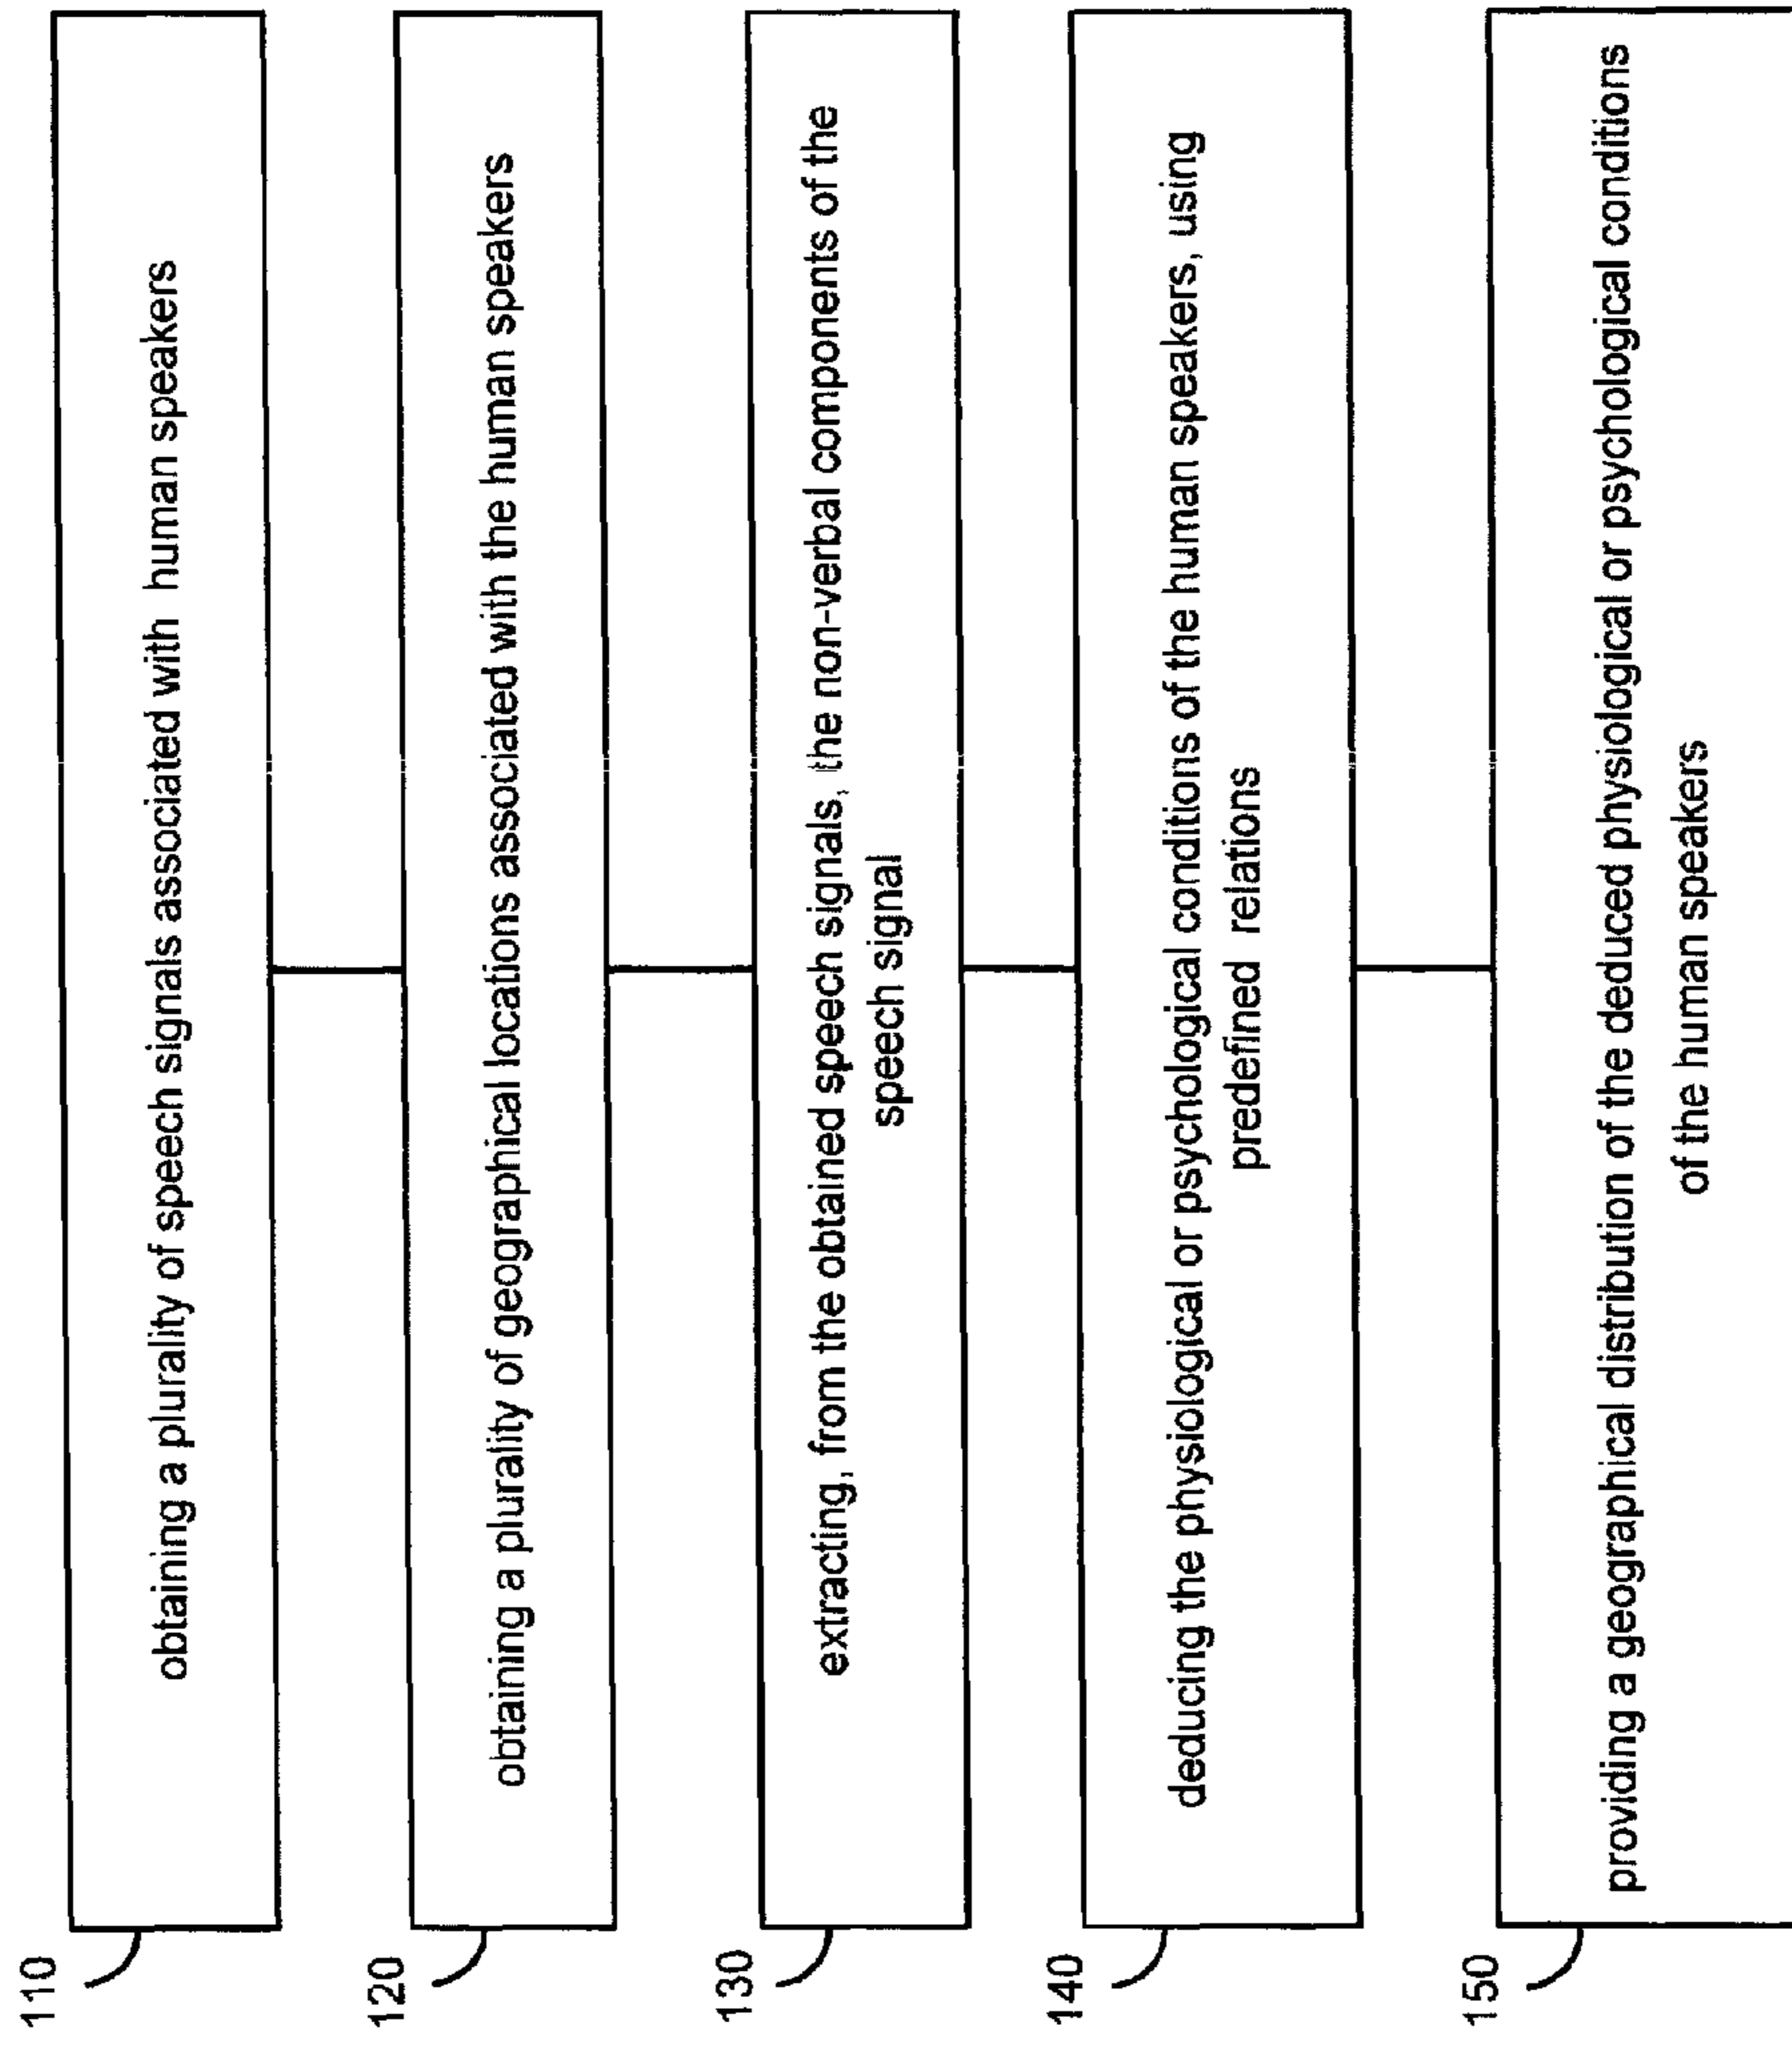 110
obtaining a plurality of speech signals associated with human speakers
120
obtaining a plurality of geographical locations associated with the human speakers
130
extracting, from the obtained speech signals, the non-verbal components of the
speech signal
140
deducing the physiological or psychological conditions of the human speakers, using
predefined relations
150
providing a geographical distribution of the deduced physiological or psychological conditions
of the human speakers